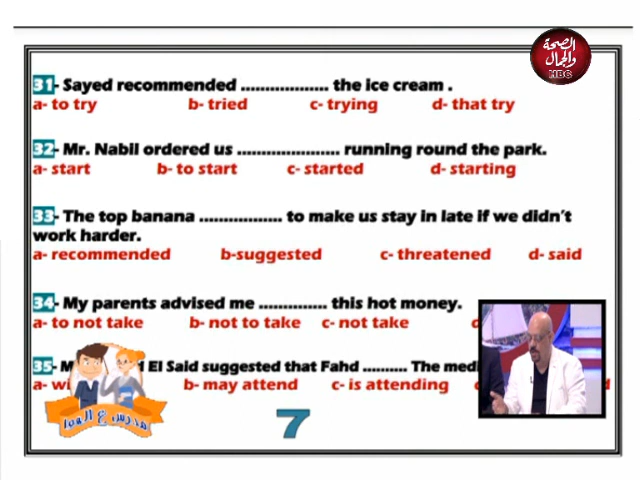 الصحة
والجمال
HBC
31- Sayed recommended ................... the ice cream .
a- to try b- tried c- trying d- that try
32- Mr. Nabil ordered us ...................... running round the park.
a- start b- to start c- started d- starting
33- The top banana .................. to make us stay in late if we didn't
work harder.
a- recommended b-suggested c- threatened d- said
34- My parents advised me .............. this hot money.
a- to not take b- not to take c- not take
35- El Said suggested that Fahd .......... The
b- may attend c- is attending
مدرس ع الهوا
7